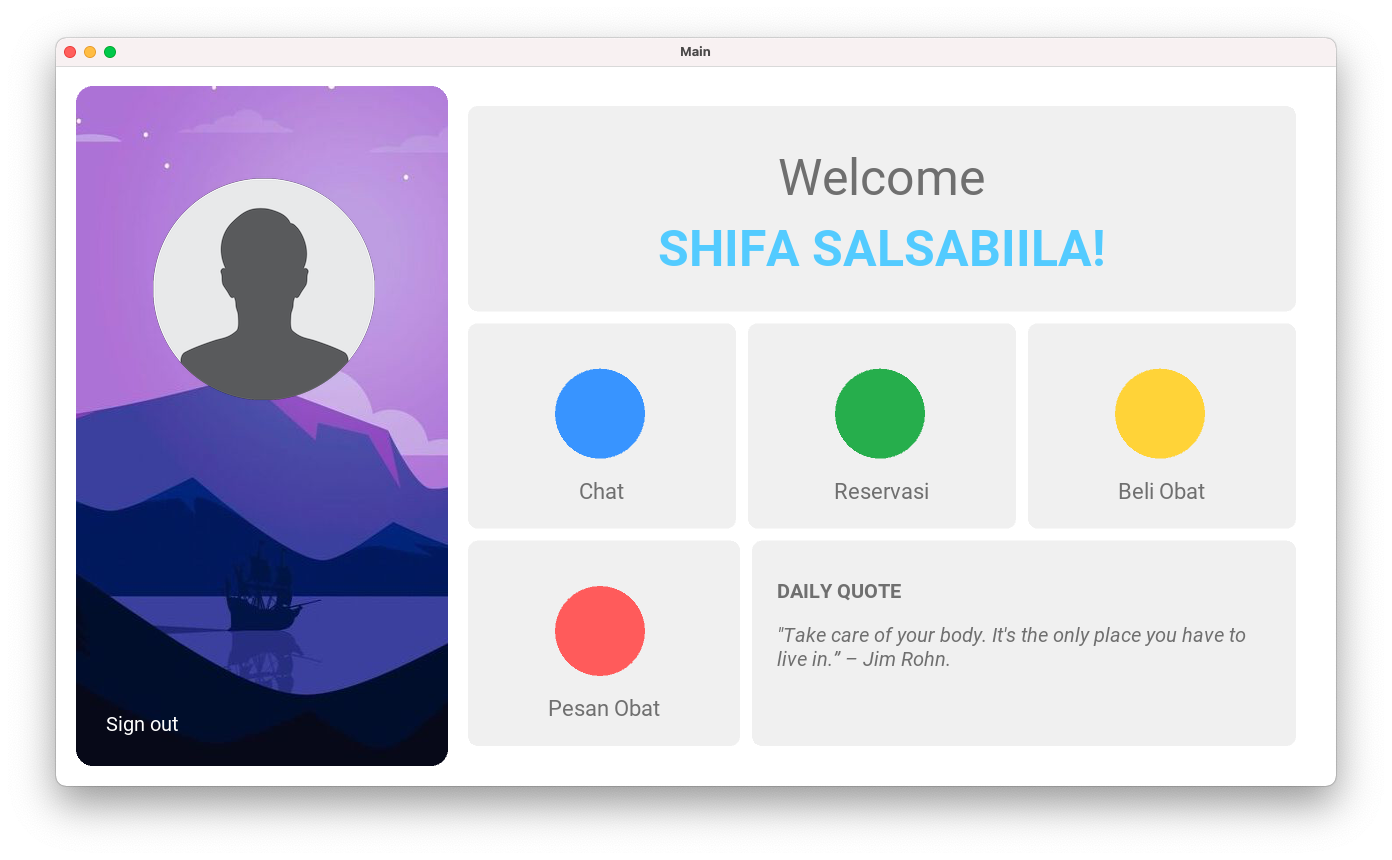 Main
Welcome
SHIFA SALSABIILA!
Chat
Reservasi
Beli Obat
Pesan Obat
DAILY QUOTE
"Take care of your body. It's the only place you have to
live in.” – Jim Rohn.
Sign out